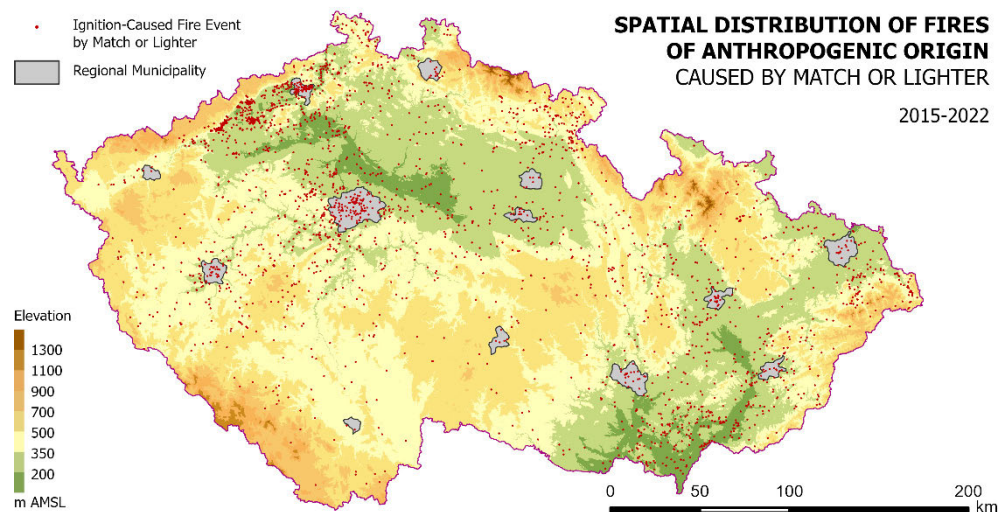 Ignition-Caused Fire Event
by Match or Lighter
Regional Municipality
SPATIAL DISTRIBUTION OF FIRES
OF ANTHROPOGENIC ORIGIN
CAUSED BY MATCH OR LIGHTER
2015-2022
Elevation
1300
1100
900
700
500
350
200
m AMSL
0 50 100 200
km